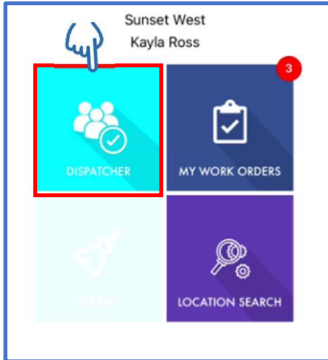 Sunset West
Kayla Ross
3
DISPATCHER
MY WORK ORDERS
LOCATION SEARCH